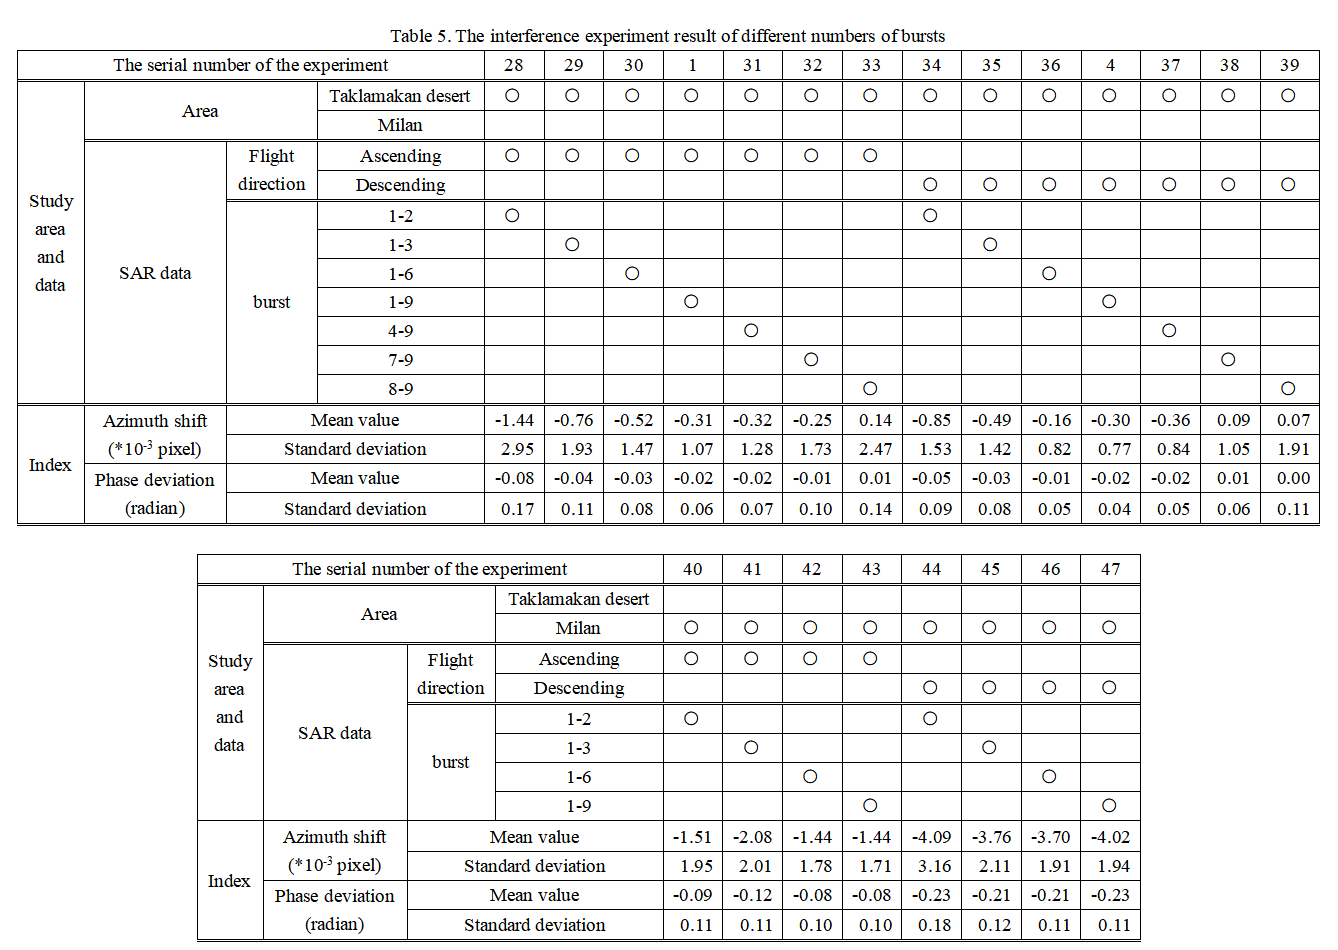 Table 5. The interference experiment result of different numbers of bursts
The serial number of the experiment 28 29 30 1 31 32 33 34 35 36 4 37 38 39
Study area and data
Area
Taklamakan desert ○ ○ ○ ○ ○ ○ ○ ○ ○ ○ ○ ○ ○ ○
Milan
SAR data
Flight direction
Ascending ○ ○ ○ ○ ○ ○ ○
Descending ○ ○ ○ ○ ○ ○ ○
burst
1-2 ○ ○
1-3 ○ ○
1-6 ○ ○
1-9 ○ ○
4-9 ○ ○
7-9 ○ ○
8-9 ○ ○
Index
Azimuth shift
(*10-3 pixel)
Mean value -1.44 -0.76 -0.52 -0.31 -0.32 -0.25 0.14 -0.85 -0.49 -0.16 -0.30 -0.36 0.09 0.07
Standard deviation 2.95 1.93 1.47 1.07 1.28 1.73 2.47 1.53 1.42 0.82 0.77 0.84 1.05 1.91
Phase deviation
(radian)
Mean value -0.08 -0.04 -0.03 -0.02 -0.02 -0.01 0.01 -0.05 -0.03 -0.01 -0.02 -0.02 0.01 0.00
Standard deviation 0.17 0.11 0.08 0.06 0.07 0.10 0.14 0.09 0.08 0.05 0.04 0.05 0.06 0.11
The serial number of the experiment 40 41 42 43 44 45 46 47
Study area and data
Area
Taklamakan desert
Milan ○ ○ ○ ○ ○ ○ ○ ○
SAR data
Flight direction
Ascending ○ ○ ○ ○
Descending ○ ○ ○ ○
burst
1-2 ○ ○
1-3 ○ ○
1-6 ○ ○
1-9 ○ ○
Index
Azimuth shift
(*10-3 pixel)
Mean value -1.51 -2.08 -1.44 -1.44 -4.09 -3.76 -3.70 -4.02
Standard deviation 1.95 2.01 1.78 1.71 3.16 2.11 1.91 1.94
Phase deviation
(radian)
Mean value -0.09 -0.12 -0.08 -0.08 -0.23 -0.21 -0.21 -0.23
Standard deviation 0.11 0.11 0.10 0.10 0.18 0.12 0.11 0.11